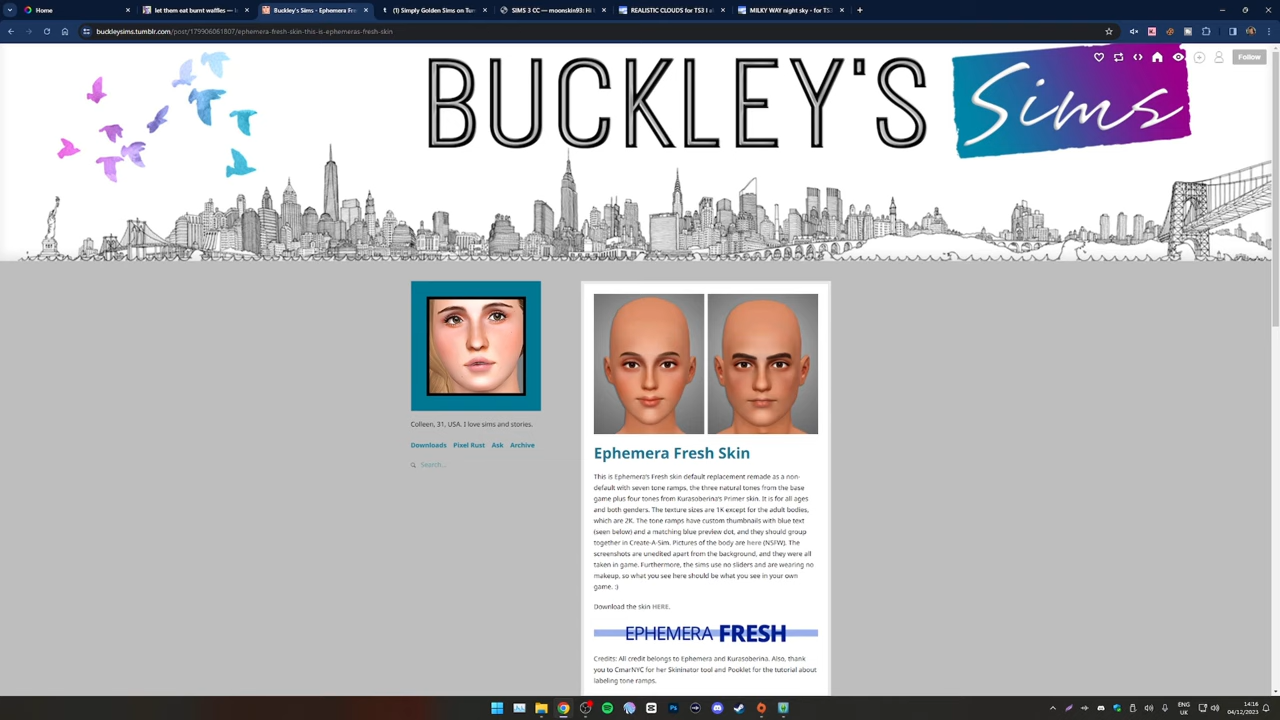 Home
let them eat burnt waffles — l
Buckley's Sims - Ephemera Fre
(1) Simply Golden Sims on Tu
SIMS 3 CC — moonskin93: Hi
REALISTIC CLOUDS for TS3 I
MILKY WAY night sky - for TS3
buckleysims.tumblr.com/post/179906061807/ephemera-fresh-skin-this-is-ephemeras-fresh-skin
BUCKLEY'S Sims
Follow
Colleen, 31, USA. I love sims and stories.
Downloads Pixel Rust Ask Archive
Search...
Ephemera Fresh Skin
This is Ephemera's Fresh skin default replacement remade as a non-
default with seven tone ramps, the three natural tones from the base
game plus four tones from Kurasoberina's Primer skin. It is for all ages
and both genders. The texture sizes are 1K except for the adult bodies,
which are 2K. The tone ramps have custom thumbnails with blue text
(seen below) and a matching blue preview dot, and they should group
together in Create-A-Sim. Pictures of the body are here (NSFW). The
screenshots are unedited apart from the background, and they were all
taken in game. Furthermore, the sims use no sliders and are wearing no
makeup, so what you see here should be what you see in your own
game. :)
Download the skin HERE.
EPHEMERA FRESH
Credits: All credit belongs to Ephemera and Kurasoberina. Also, thank
you to CmarNYC for her Skininator tool and Pooklet for the tutorial about
labeling tone ramps.
ENG
UK
14:16
04/12/2023